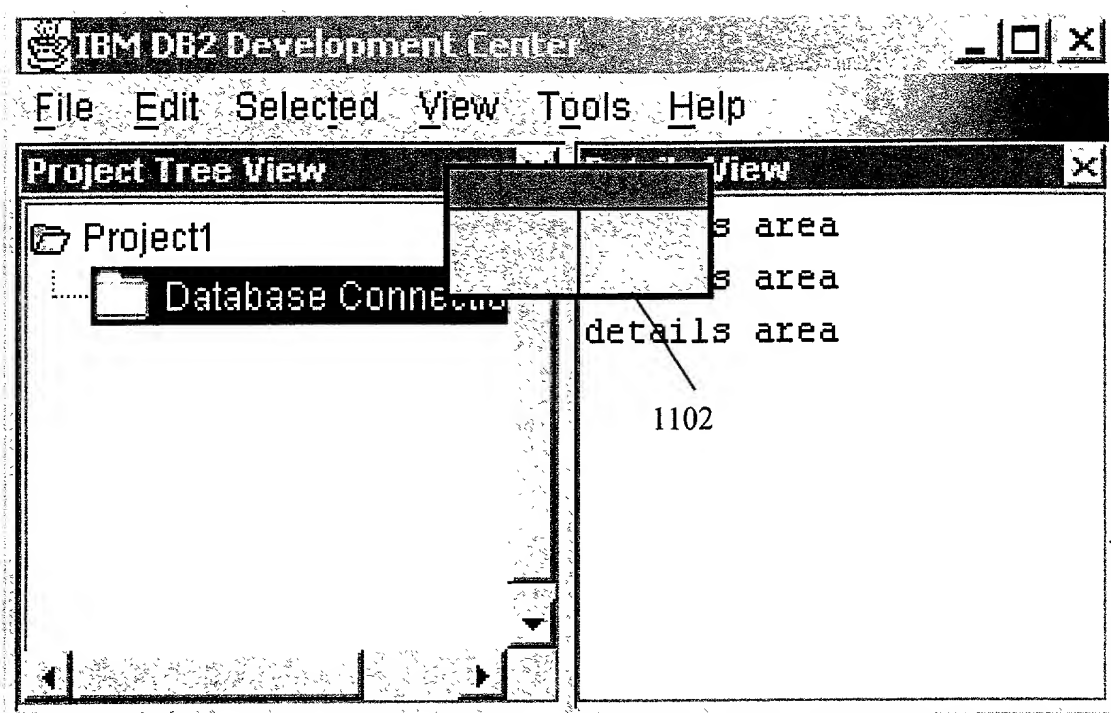 IBM DB2 Development Center
File Edit Selected View Tools Help
Project Tree View
View
Project1
area
Database
area
details area
1102